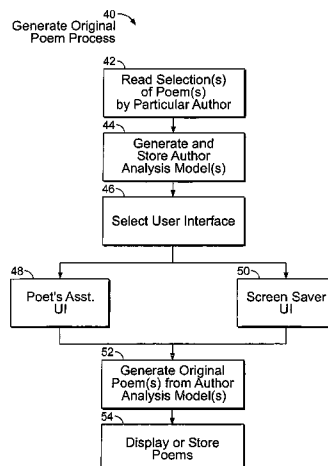 40
Generate Original
Poem Process
42
Read Selection(s)
of Poem(s)
by Particular Author
44
Generate and
Store Author
Analysis Model(s)
46
Select User Interface
48
Poet's Asst.
UI
50
Screen Saver
UI
52
Generate Original
Poem(s) from Author
Analysis Model(s)
54
Display or Store
Poems